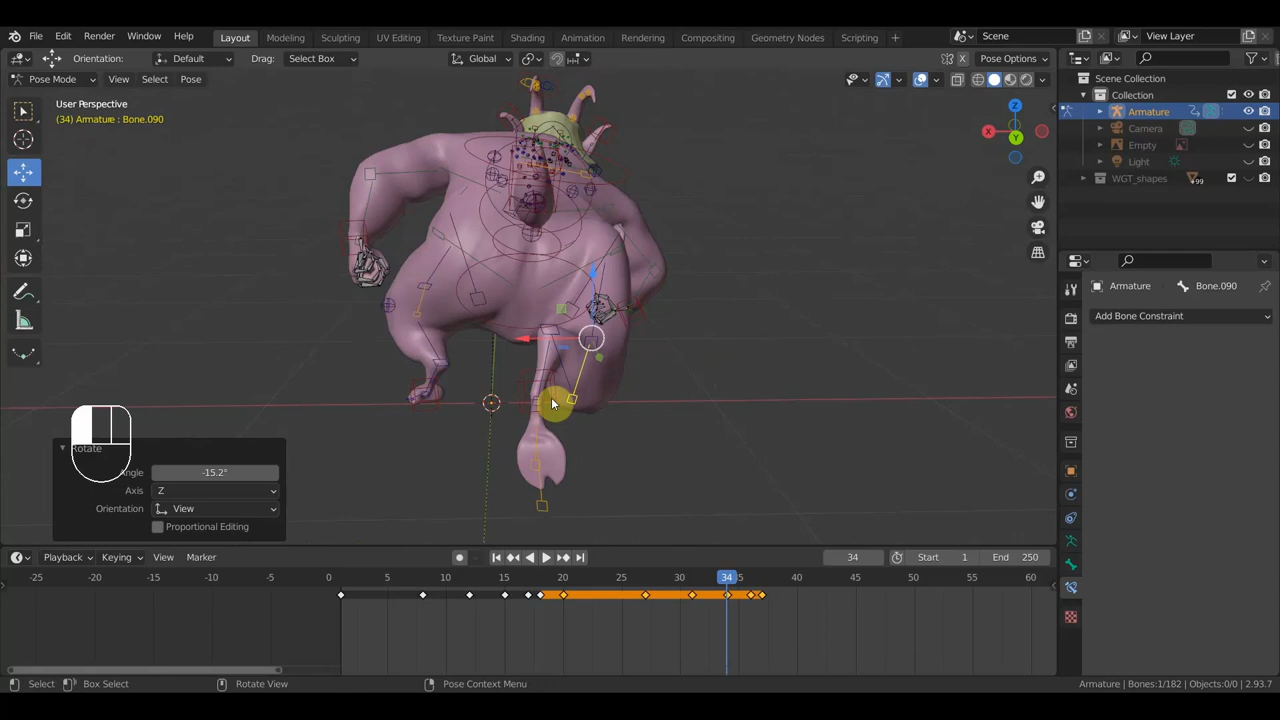 File Edit Render Window Help Layout Modeling Sculpting UV Editing Texture Paint Shading Animation Rendering Compositing Geometry Nodes Scripting + Scene View Layer
Orientation: Default Drag: Select Box Global Pose Options
Pose Mode View Select Pose
Scene Collection
Collection
Armature
Camera
Empty
Light
WGT_shapes 99
User Perspective
(34) Armature : Bone.090
X
Y
Z
Armature Bone.090
Add Bone Constraint
Rotate
Angle -15.2°
Axis Z
Orientation View
Proportional Editing
Playback Keying View Marker 34 Start 1 End 250
-25 -20 -15 -10 -5 0 5 10 15 20 25 30 34 35 40 45 50 55 60
Select Box Select Rotate View Pose Context Menu Armature | Bones:1/182 | Objects:0/0 | 2.93.7